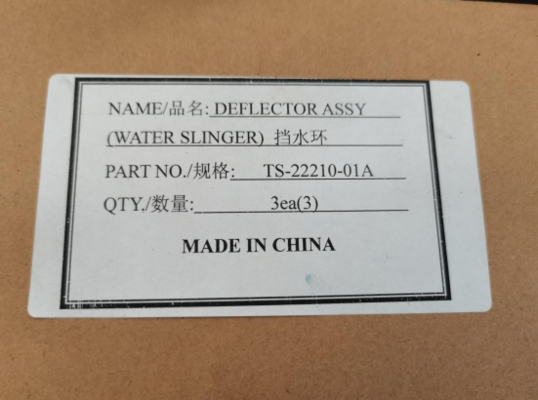 NAME/品名: DEFLECTOR ASSY
(WATER SLINGER) 挡水环
PART NO./规格: TS-22210-01A
QTY./数量: 3ea(3)
MADE IN CHINA